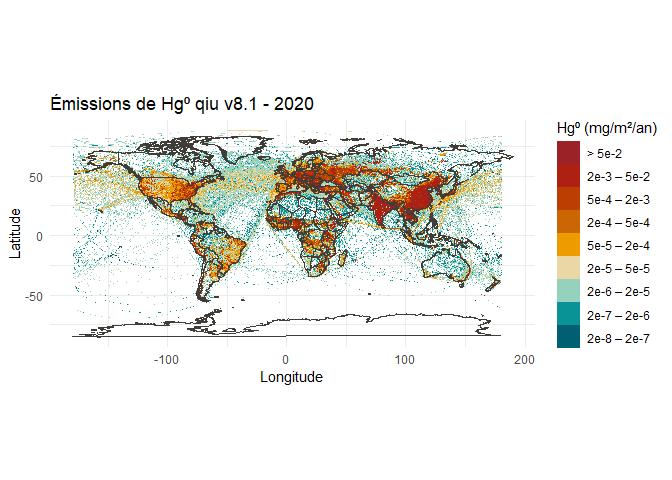 Émissions de Hgº qiu v8.1 - 2020
Hgº (mg/m²/an)
> 5e-2
2e-3 – 5e-2
5e-4 – 2e-3
2e-4 – 5e-4
5e-5 – 2e-4
2e-5 – 5e-5
2e-6 – 2e-5
2e-7 – 2e-6
2e-8 – 2e-7
Latitude
50
0
-50
-100
0
100
200
Longitude